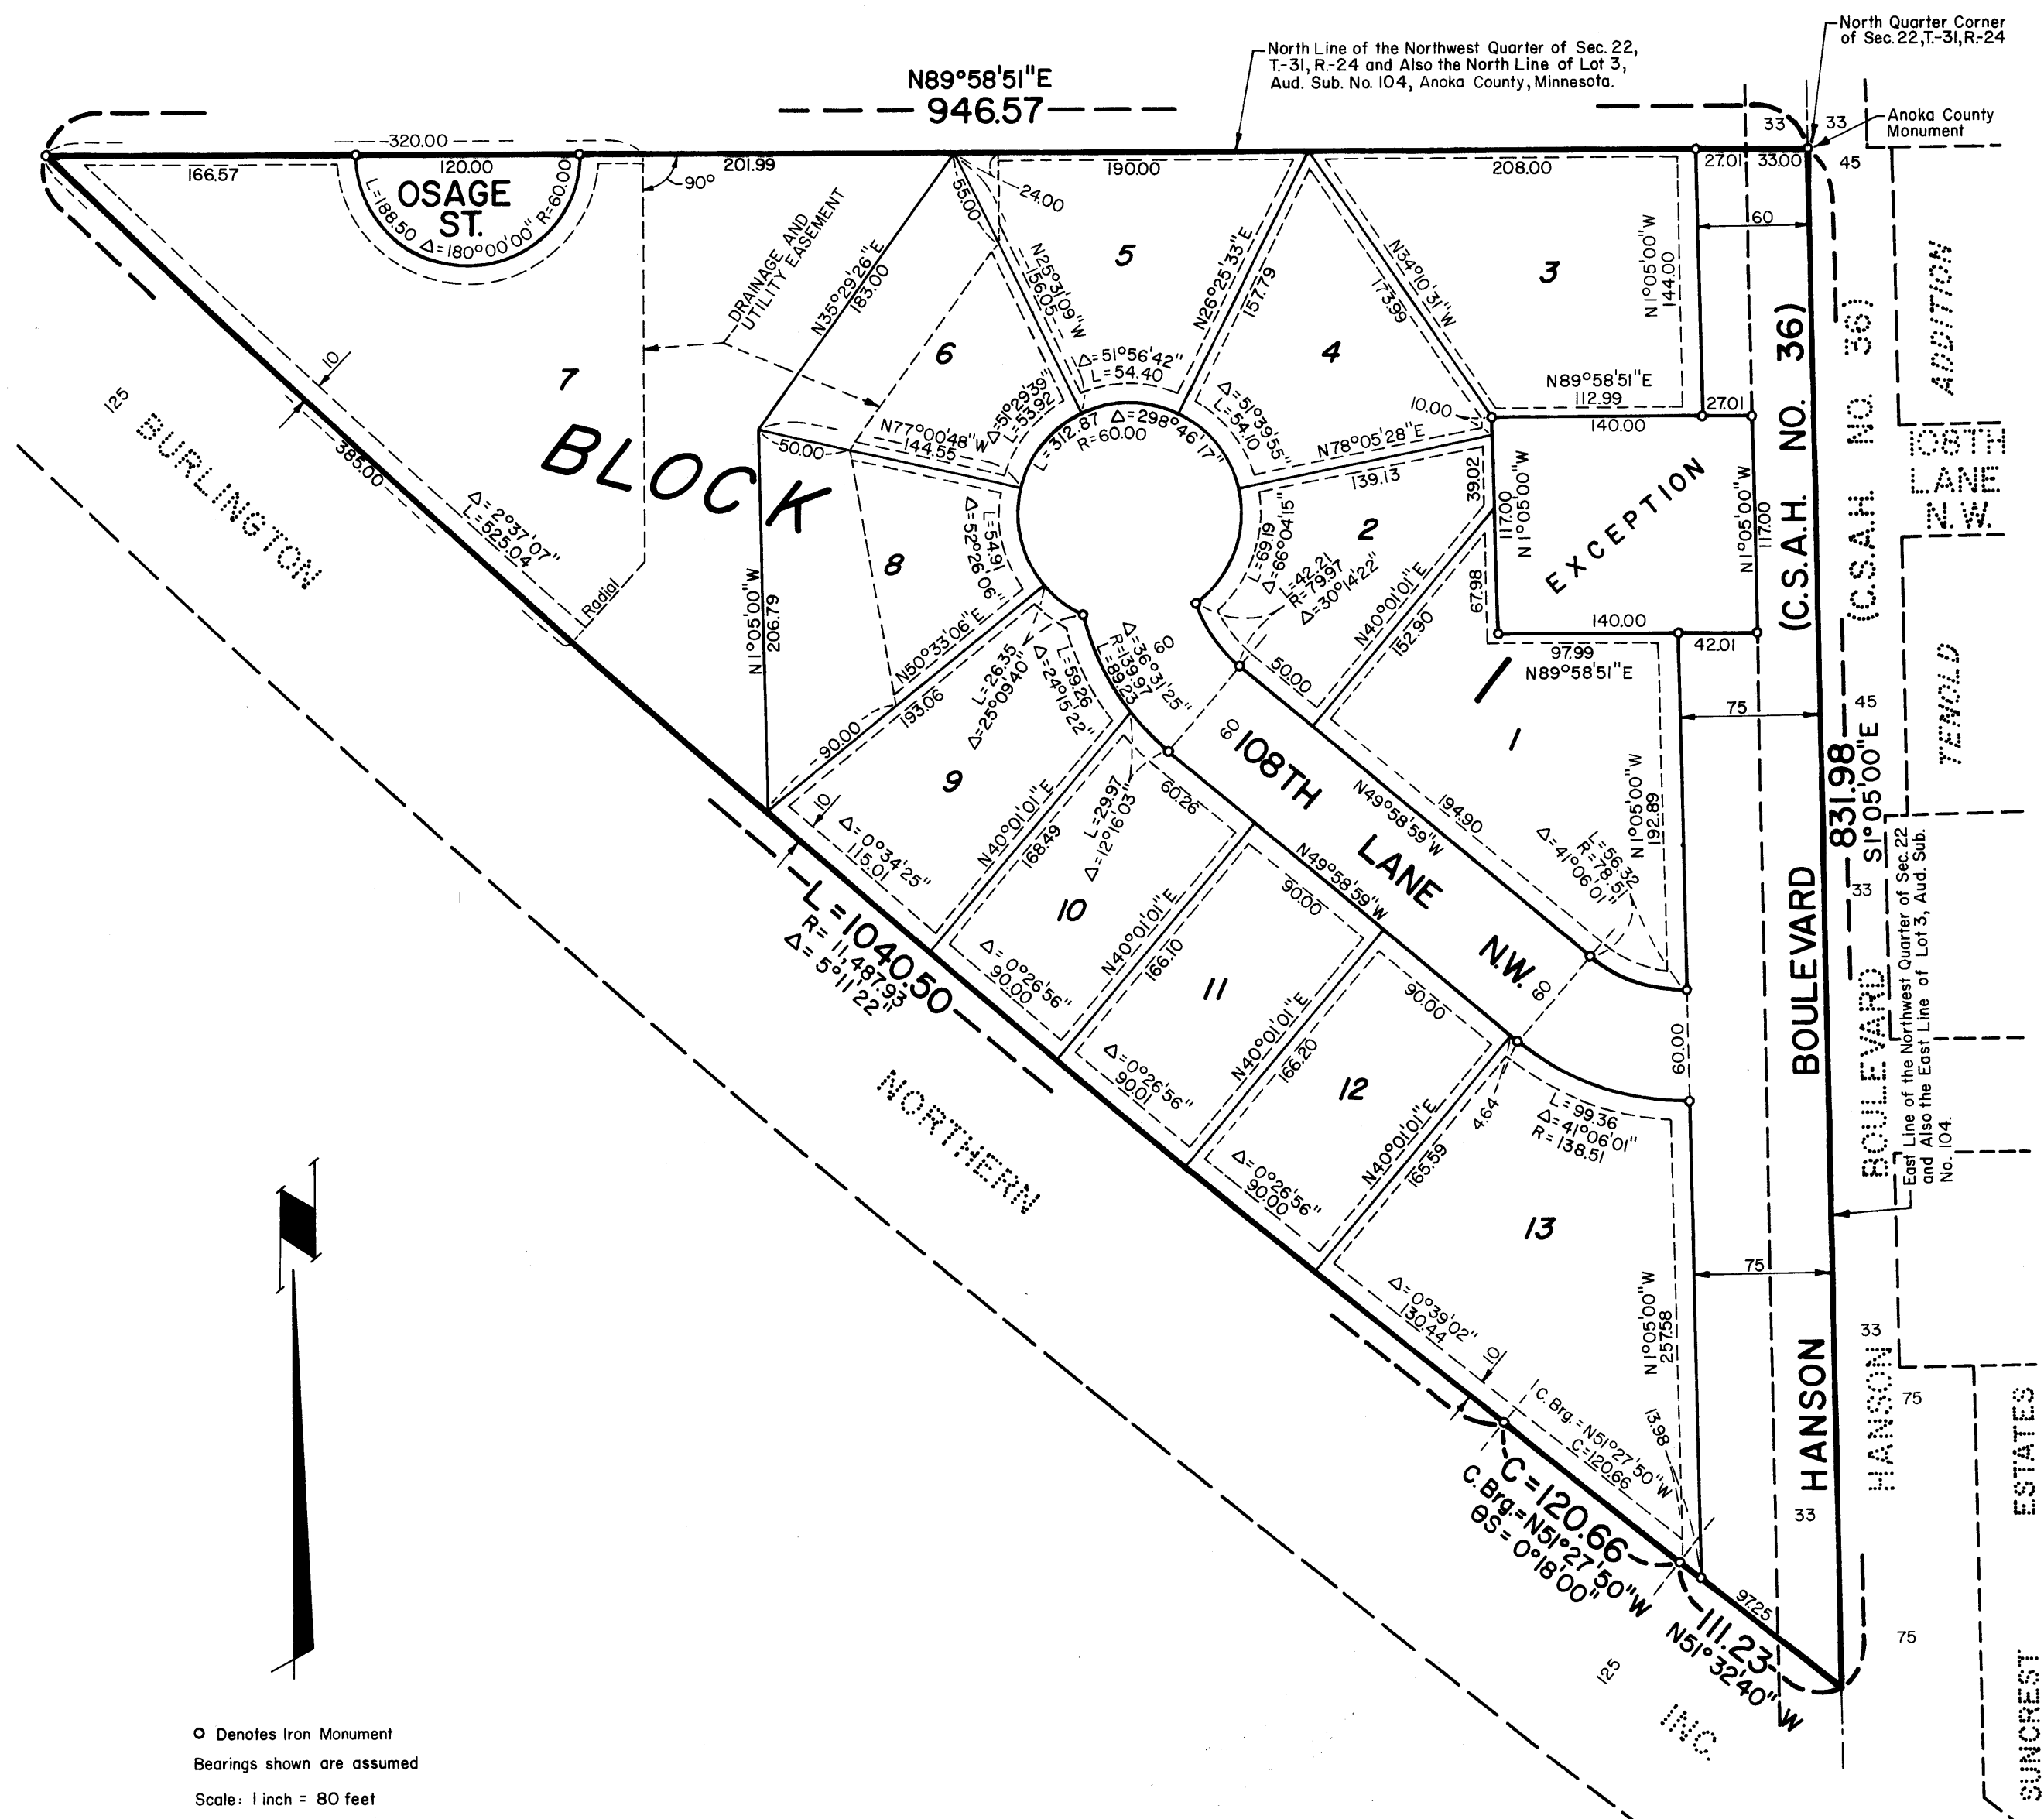 North Quarter Corner
of Sec. 22, T.-31, R.-24
North Line of the Northwest Quarter of Sec. 22,
T.-31, R.-24 and Also the North Line of Lot 3,
Aud. Sub. No. 104, Anoka County, Minnesota.
N89°58'51"E
946.57
33
33
Anoka County
Monument
320.00
166.57
120.00
201.99
190.00
208.00
27.01
33.00
45
OSAGE
ST.
L=188.50
Δ=180°00'00"
R=60.00
90°
24.00
55.00
60
DRAINAGE AND
UTILITY EASEMENT
N35°29'26"E
183.00
N25°31'09"W
156.05
5
N26°25'33"E
157.79
N34°10'31"W
173.99
3
N1°05'00"W
144.00
ADDITION
6
4
7
Δ=51°56'42"
L=54.40
Δ=51°29'39"
L=53.92
Δ=51°39'55"
L=54.10
N89°58'51"E
112.99
10.00
27.01
140.00
10
125
BURLINGTON
385.00
BLOCK
N77°00'48"W
144.55
50.00
L=312.87 Δ=298°46'17"
R=60.00
N78°05'28"E
139.13
39.02
117.00
N1°05'00"W
EXCEPTION
N1°05'00"W
117.00
(C.S.A.H. NO. 36)
(C.S.A.H. NO. 36)
108TH
LANE
N.W.
Δ=2°37'07"
L=525.04
Radial
8
L=54.91
Δ=52°26'06"
L=69.19
Δ=66°04'15"
2
L=42.21
R=79.97
Δ=30°14'22"
N40°01'01"E
152.90
67.98
140.00
42.01
97.99
N89°58'51"E
N1°05'00"W
206.79
N50°33'06"E
193.06
90.00
L=26.35
Δ=25°09'40"
L=59.26
Δ=24°15'22"
Δ=36°31'25"
R=139.97
L=89.23
60
50.00
1
1
75
45
TENOLD
9
10
Δ=0°34'25"
115.01
N40°01'01"E
168.49
L=29.97
Δ=12°16'03"
60.26
60
108TH
LANE
N.W.
N49°58'59"W
194.90
N1°05'00"W
192.89
L=56.32
R=78.51
Δ=41°06'01"
831.98
S1°05'00"E
33
L=1040.50
R=11,487.93
Δ=5°11'22"
10
N40°01'01"E
166.10
Δ=0°26'56"
90.00
N49°58'59"W
90.00
11
N40°01'01"E
166.20
Δ=0°26'56"
90.01
90.00
60
60.00
BOULEVARD
BOULEVARD
East Line of the Northwest Quarter of Sec. 22
and Also the East Line of Lot 3, Aud. Sub.
No. 104.
NORTHERN
12
Δ=0°26'56"
90.00
N40°01'01"E
165.59
4.64
L=99.36
Δ=41°06'01"
R=138.51
13
75
Δ=0°39'02"
130.44
10
N1°05'00"W
257.58
13.98
C. Brg.=N51°27'50"W
C=120.66
C=120.66
C. Brg.=N51°27'50"W
θS=0°18'00"
HANSON
HANSON
33
75
33
ESTATES
97.25
111.23
N51°32'40"W
75
125
INC.
SUNCREST
Denotes Iron Monument
Bearings shown are assumed
Scale: 1 inch = 80 feet